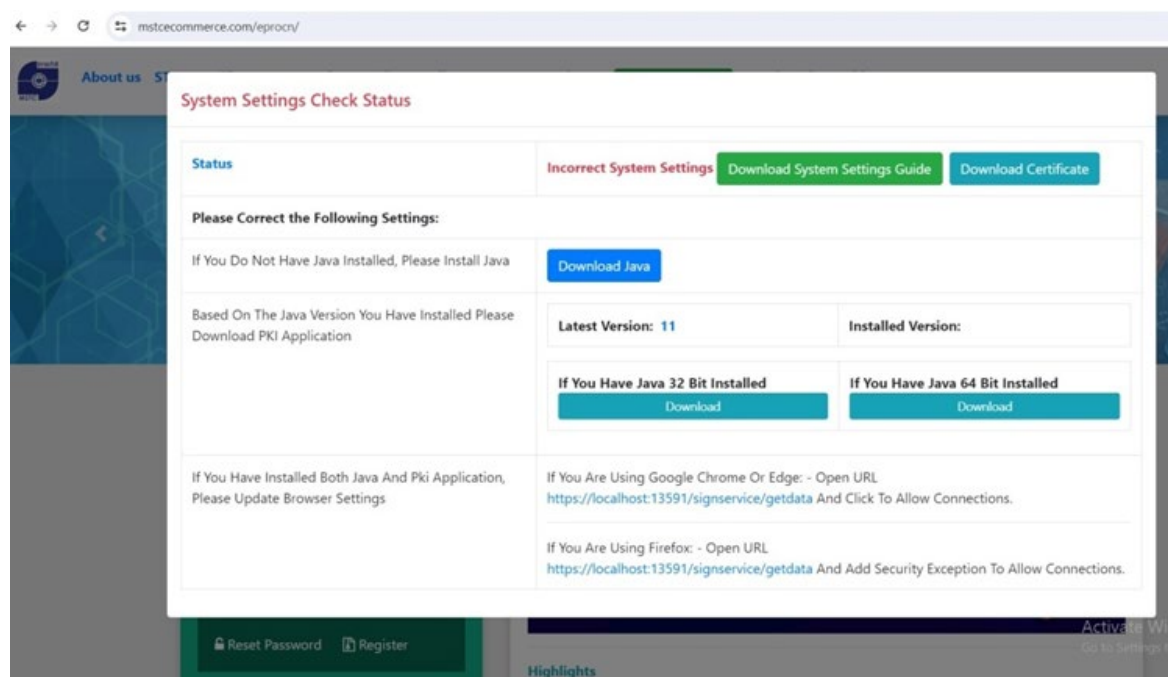 mstcecommerce.com/eprocn/
About us
System Settings Check Status
Status
Incorrect System Settings
Download System Settings Guide
Download Certificate
Please Correct the Following Settings:
If You Do Not Have Java Installed, Please Install Java
Download Java
Based On The Java Version You Have Installed Please
Download PKI Application
Latest Version: 11
Installed Version:
If You Have Java 32 Bit Installed
Download
If You Have Java 64 Bit Installed
Download
If You Have Installed Both Java And Pki Application,
Please Update Browser Settings
If You Are Using Google Chrome Or Edge: - Open URL
https://localhost:13591/signservice/getdata And Click To Allow Connections.
If You Are Using Firefox: - Open URL
https://localhost:13591/signservice/getdata And Add Security Exception To Allow Connections.
Reset Password
Register
Highlights
Activate Wi
Go to Settings